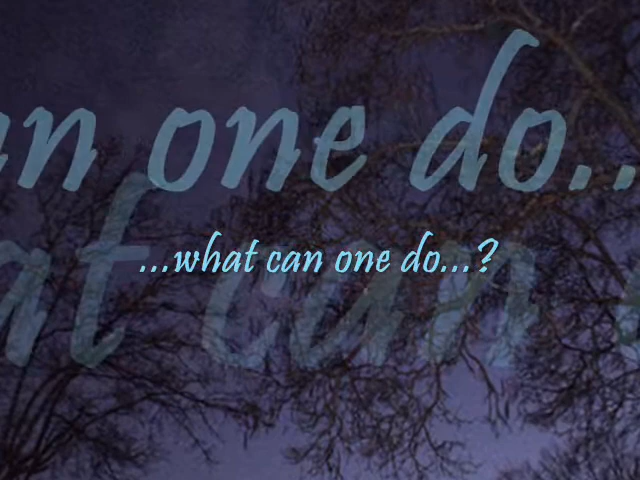 an one do..
...what can one do...?
at can